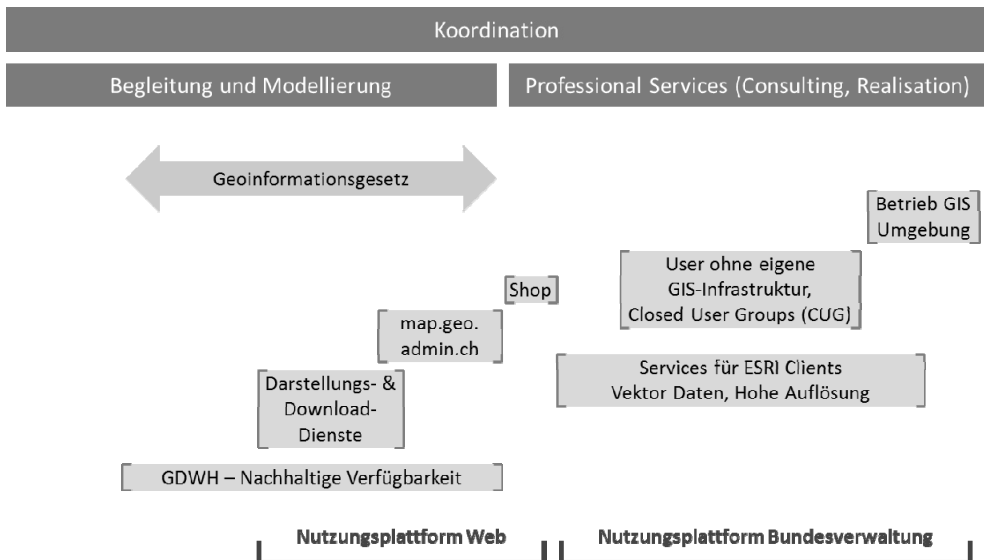 Koordination
Begleitung und Modellierung
Professional Services (Consulting, Realisation)
Geoinformationsgesetz
Betrieb GIS
Umgebung
User ohne eigene
GIS-Infrastruktur,
Closed User Groups (CUG)
Shop
map.geo.
admin.ch
Services für ESRI Clients
Vektor Daten, Hohe Auflösung
Darstellungs- &
Download-
Dienste
GDWH – Nachhaltige Verfügbarkeit
Nutzungsplattform Web
Nutzungsplattform Bundesverwaltung